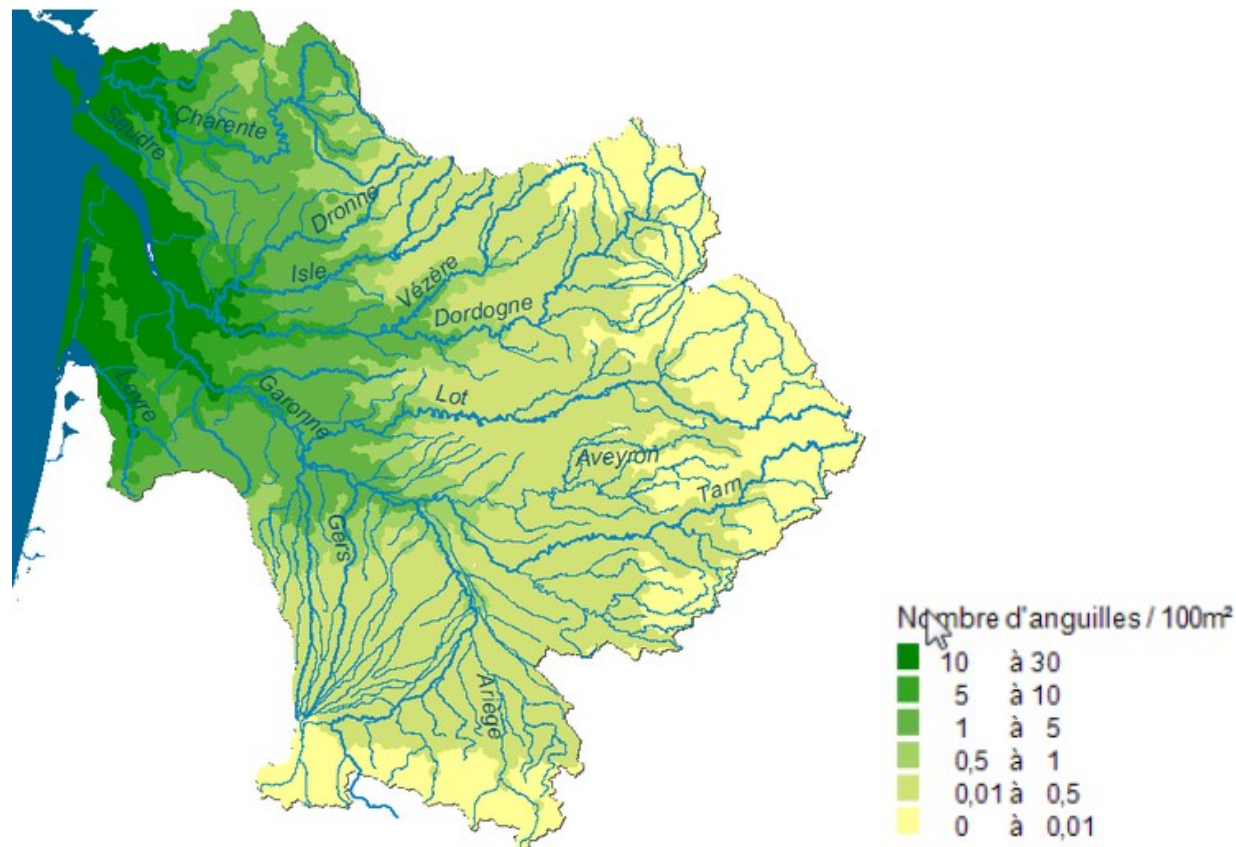 Seudre
Charente
Dronne
Isle
Vézère
Dordogne
Leyre
Garonne
Lot
Aveyron
Tarn
Gers
Ariège
Nombre d'anguilles / 100m²
10 à 30
5 à 10
1 à 5
0,5 à 1
0,01 à 0,5
0 à 0,01